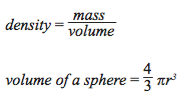 density = mass / volume
volume of a sphere = 4/3 πr³